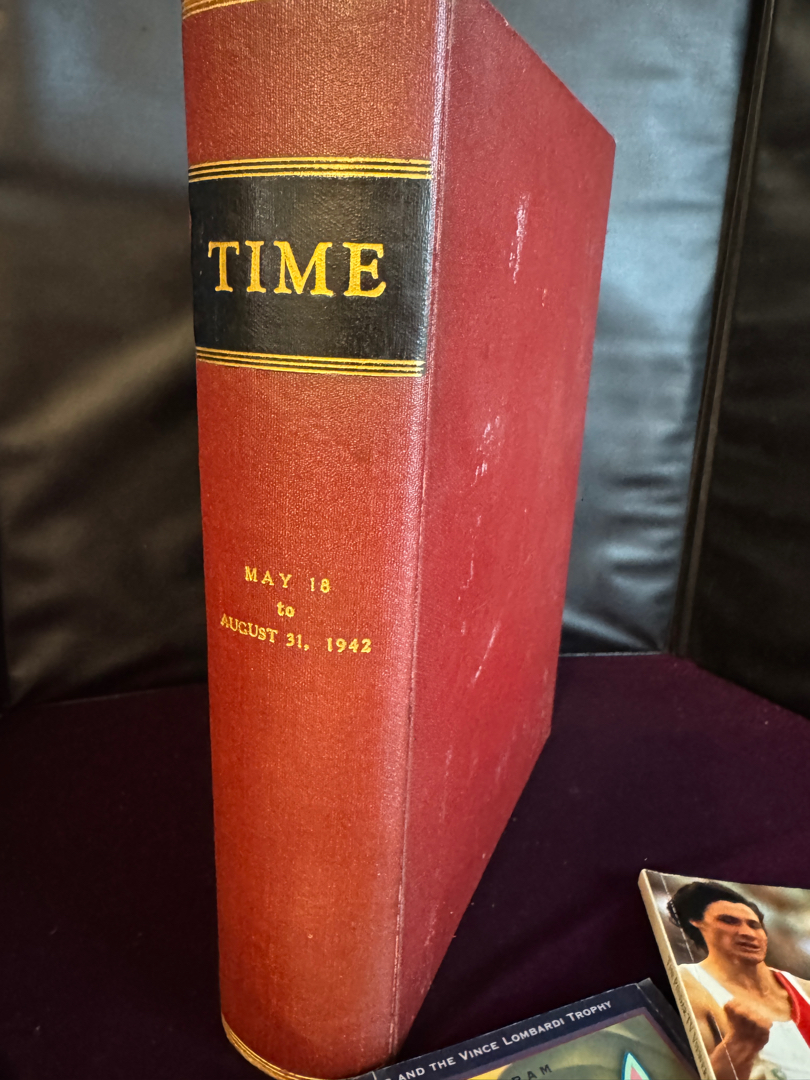 TIME
MAY 18
to
AUGUST 31, 1942
AND THE VINCE LOMBARDI TROPHY